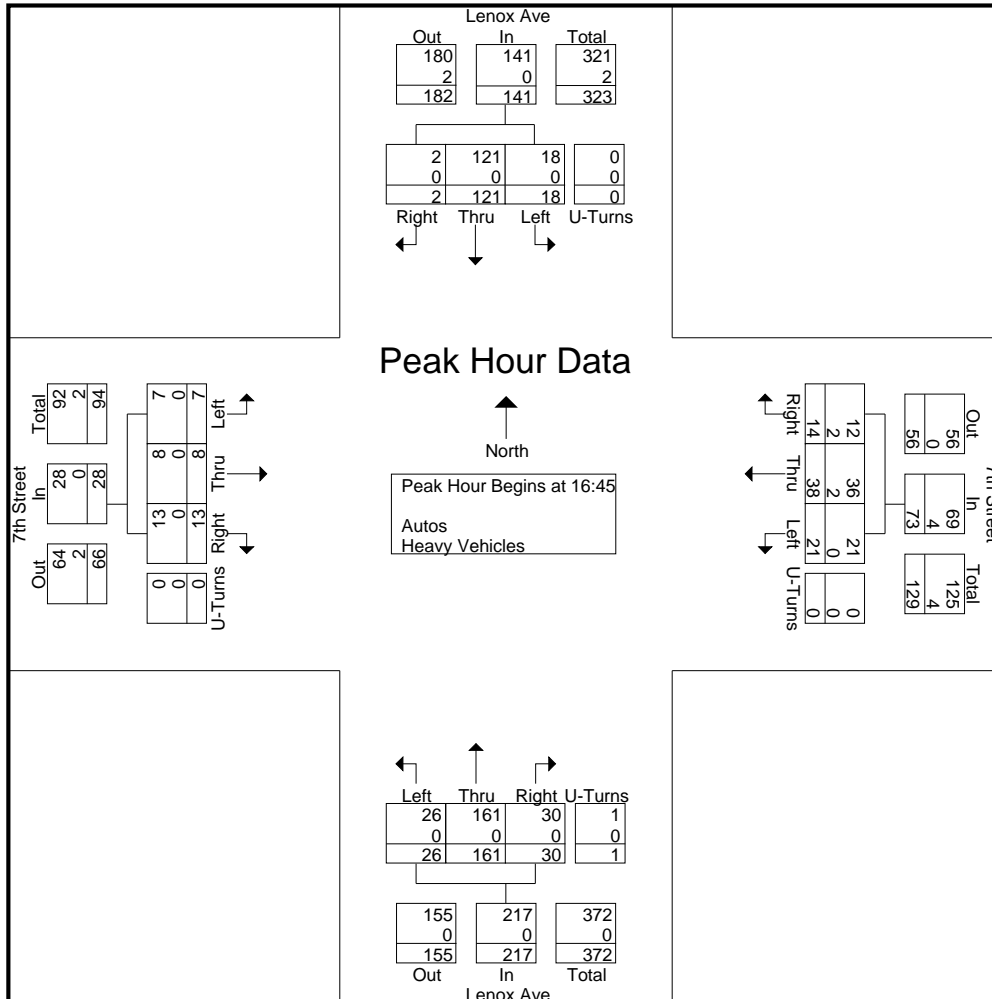 Lenox Ave
Out In Total
180 141 321
2 0 2
182 141 323
2 121 18 0
0 0 0 0
2 121 18 0
Right Thru Left U-Turns
Peak Hour Data
North
Peak Hour Begins at 16:45
Autos
Heavy Vehicles
7th Street
Total In Out
92 28 64
2 0 2
94 28 66
7 8 13 0
0 0 0 0
7 8 13 0
Left Thru Right U-Turns
Right Thru Left U-Turns
12 36 21 0
2 2 0 0
14 38 21 0
Out In Total
56 69 125
0 4 4
56 73 129
7th Street
Left Thru Right U-Turns
26 161 30 1
0 0 0 0
26 161 30 1
155 217 372
0 0 0
155 217 372
Out In Total
Lenox Ave